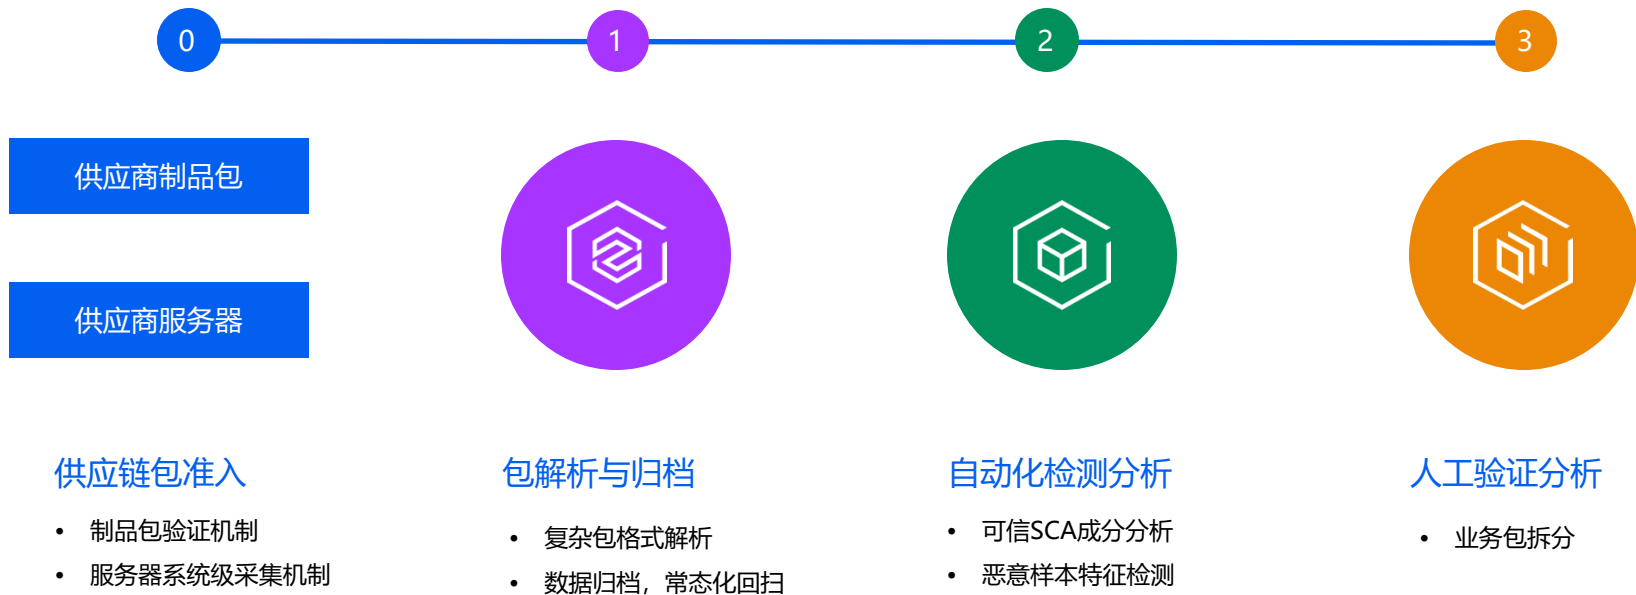 0
1
2
3
供应商制品包
供应商服务器
供应链包准入
• 制品包验证机制
• 服务器系统级采集机制
包解析与归档
• 复杂包格式解析
• 数据归档，常态化回扫
自动化检测分析
• 可信SCA成分分析
• 恶意样本特征检测
人工验证分析
• 业务包拆分